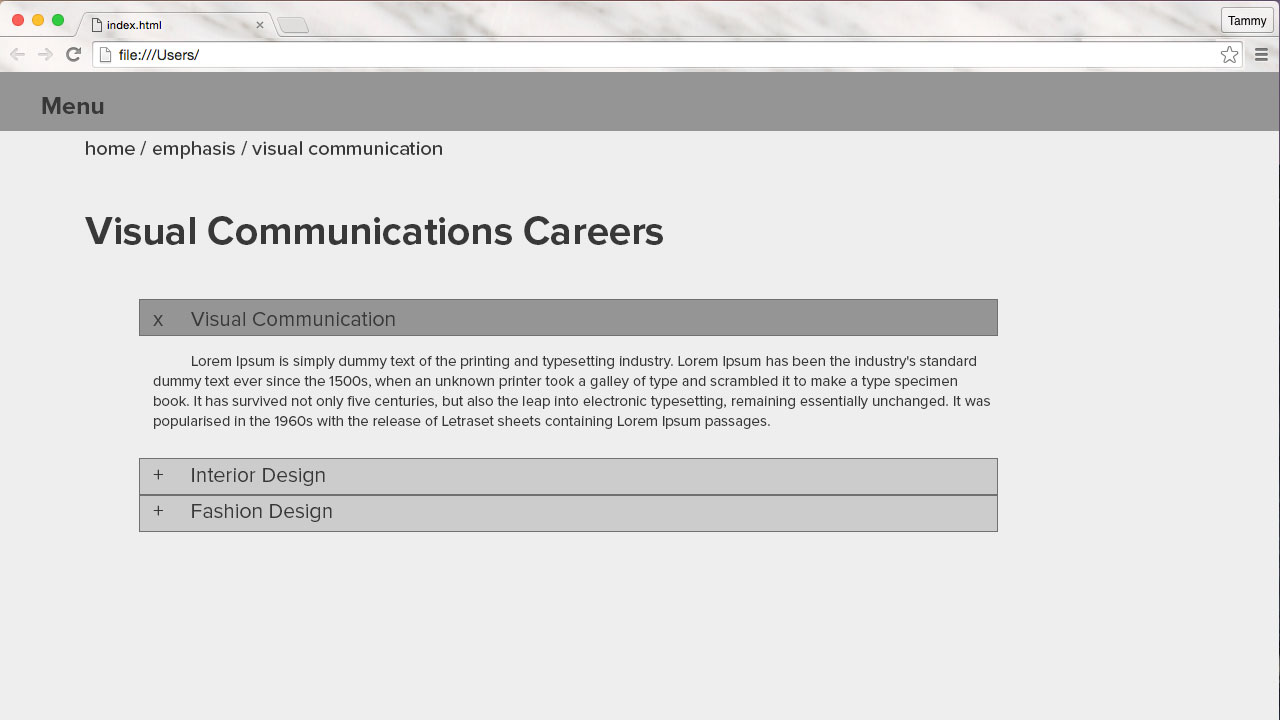 index.html
Tammy
file:///Users/
Menu
home / emphasis / visual communication
Visual Communications Careers
x Visual Communication
Lorem Ipsum is simply dummy text of the printing and typesetting industry. Lorem Ipsum has been the industry's standard
dummy text ever since the 1500s, when an unknown printer took a galley of type and scrambled it to make a type specimen
book. It has survived not only five centuries, but also the leap into electronic typesetting, remaining essentially unchanged. It was
popularised in the 1960s with the release of Letraset sheets containing Lorem Ipsum passages.
+ Interior Design
+ Fashion Design